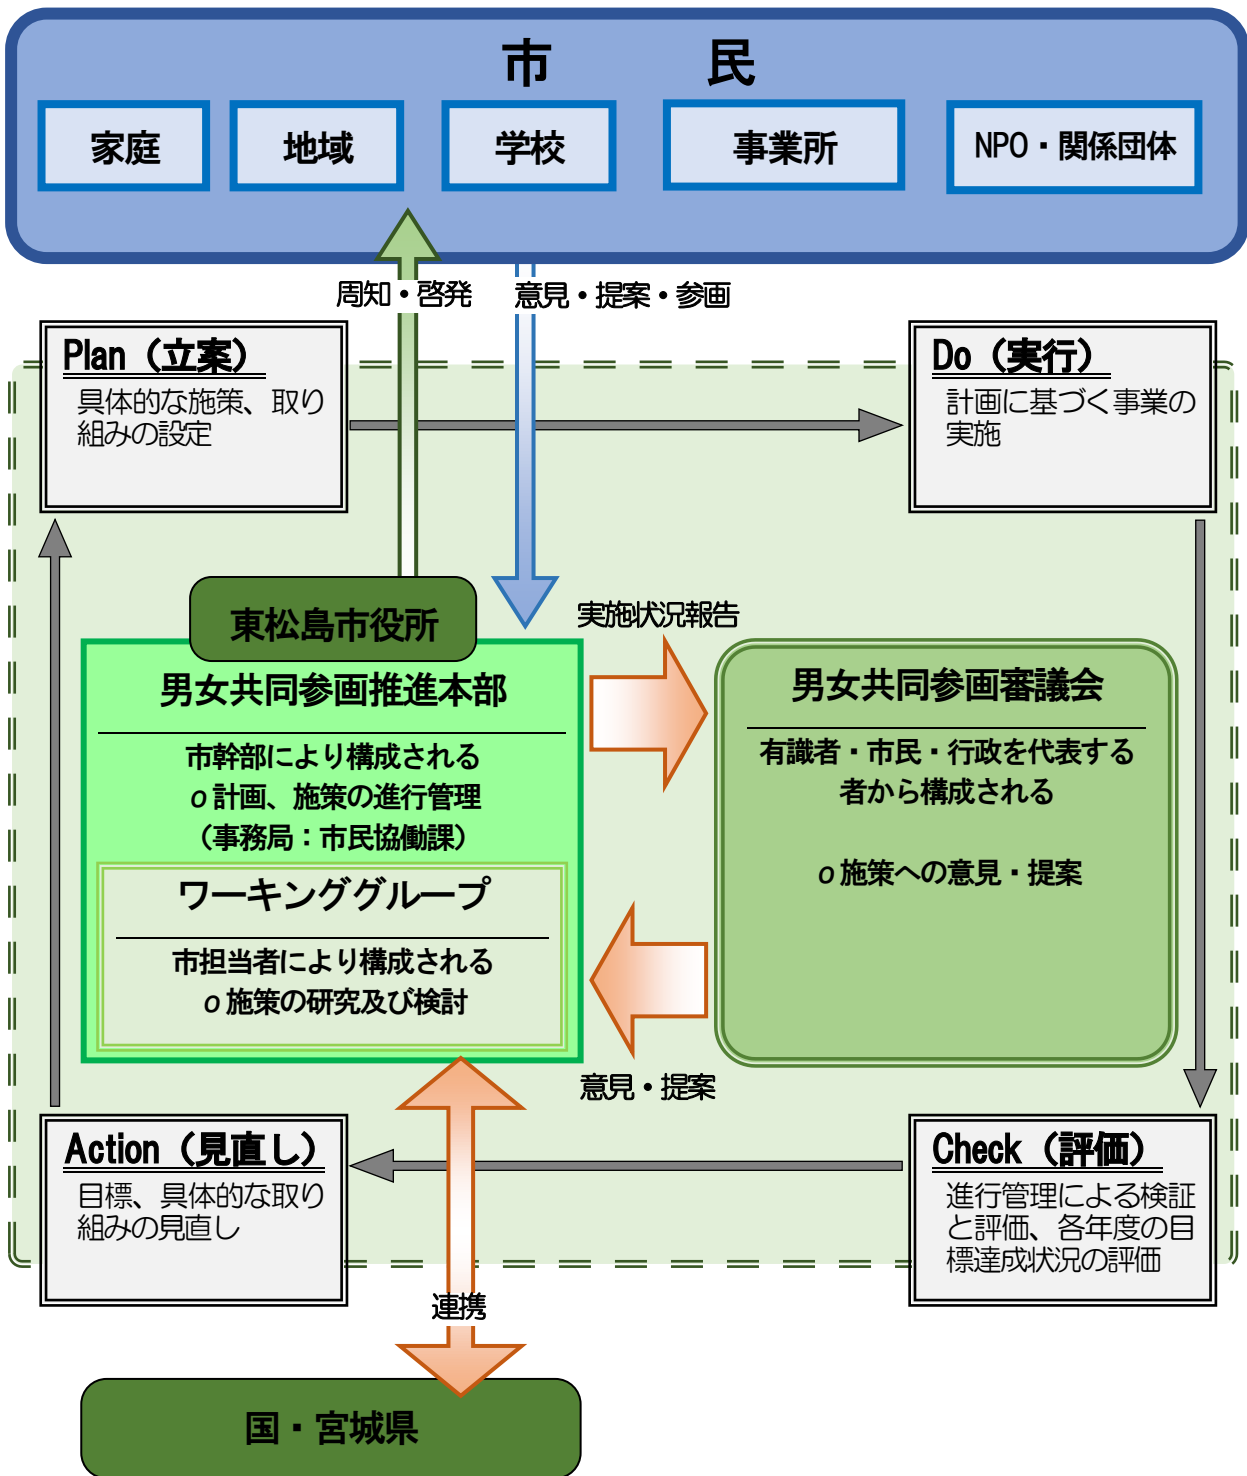 市　民
家庭
地域
学校
事業所
NPO・関係団体
周知・啓発
意見・提案・参画
Plan（立案）
具体的な施策、取り
組みの設定
Do（実行）
計画に基づく事業の
実施
東松島市役所
実施状況報告
男女共同参画推進本部
市幹部により構成される
o 計画、施策の進行管理
（事務局：市民協働課）
ワーキンググループ
市担当者により構成される
o 施策の研究及び検討
男女共同参画審議会
有識者・市民・行政を代表する
者から構成される
o 施策への意見・提案
意見・提案
Action（見直し）
目標、具体的な取り
組みの見直し
Check（評価）
進行管理による検証
と評価、各年度の目
標達成状況の評価
連携
国・宮城県